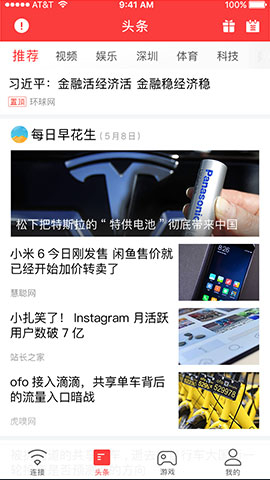 AT&T 9:41 AM 100%
头条
推荐 视频 娱乐 深圳 体育 科技
习近平：金融活经济活 金融稳经济稳
置顶 环球网
每日早花生 (5月8日)
Panasonic
松下把特斯拉的“特供电池”彻底带来中国
小米 6 今日刚发售 闲鱼售价就
已经开始加价转卖了
慧聪网
8:26
小扎笑了！ Instagram 月活跃
用户数破 7 亿
站长之家
ofo 接入滴滴，共享单车背后
的流量入口暗战
虎嗅网
529978
连接 头条 游戏 我的